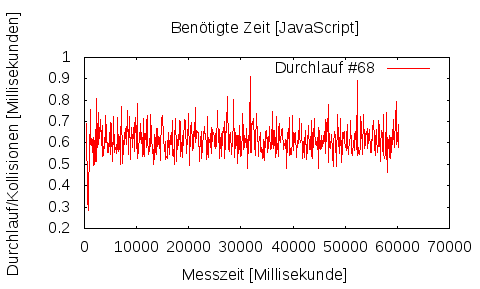 Benötigte Zeit [JavaScript]
Durchlauf/Kollisionen [Millisekunden]
Durchlauf #68
1
0.9
0.8
0.7
0.6
0.5
0.4
0.3
0.2
0 10000 20000 30000 40000 50000 60000 70000
Messzeit [Millisekunde]